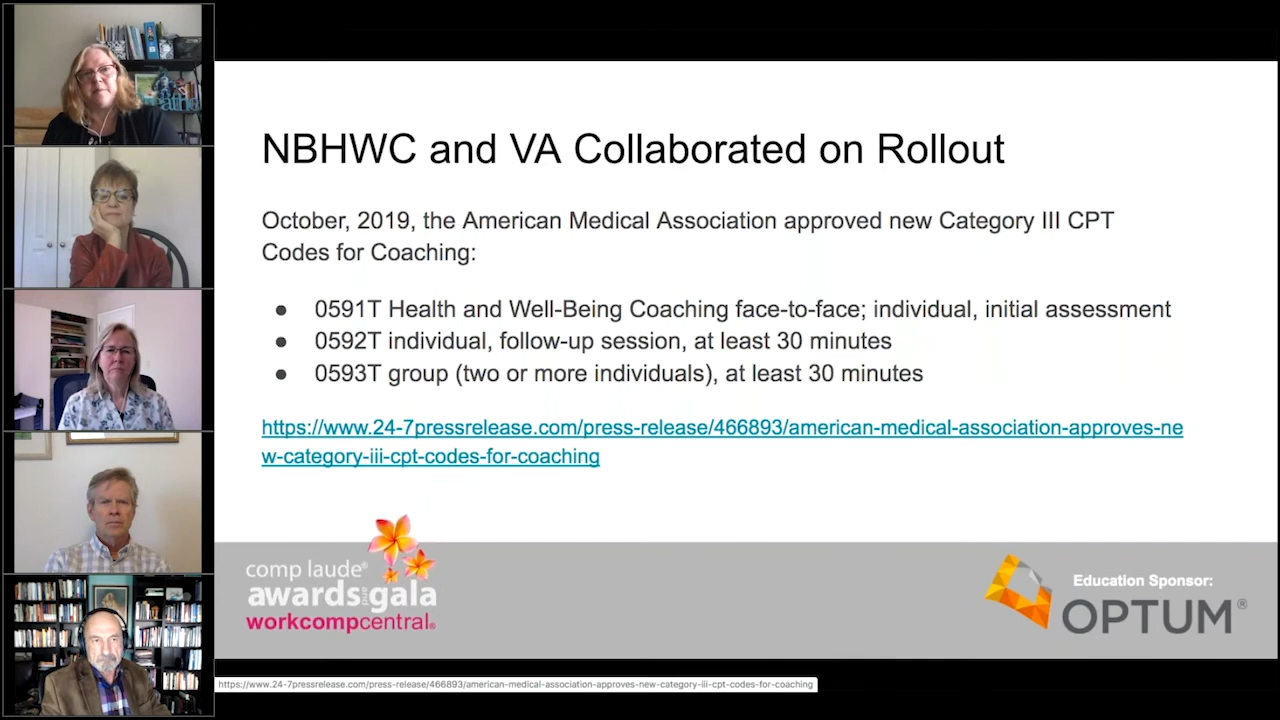 NBHWC and VA Collaborated on Rollout
October, 2019, the American Medical Association approved new Category III CPT
Codes for Coaching:
● 0591T Health and Well-Being Coaching face-to-face; individual, initial assessment
● 0592T individual, follow-up session, at least 30 minutes
● 0593T group (two or more individuals), at least 30 minutes
https://www.24-7pressrelease.com/press-release/466893/american-medical-association-approves-ne
w-category-iii-cpt-codes-for-coaching
comp laude®
awards and gala
workcompcentral®
Education Sponsor:
OPTUM®
https://www.24-7pressrelease.com/press-release/466893/american-medical-association-approves-new-category-iii-cpt-codes-for-coaching